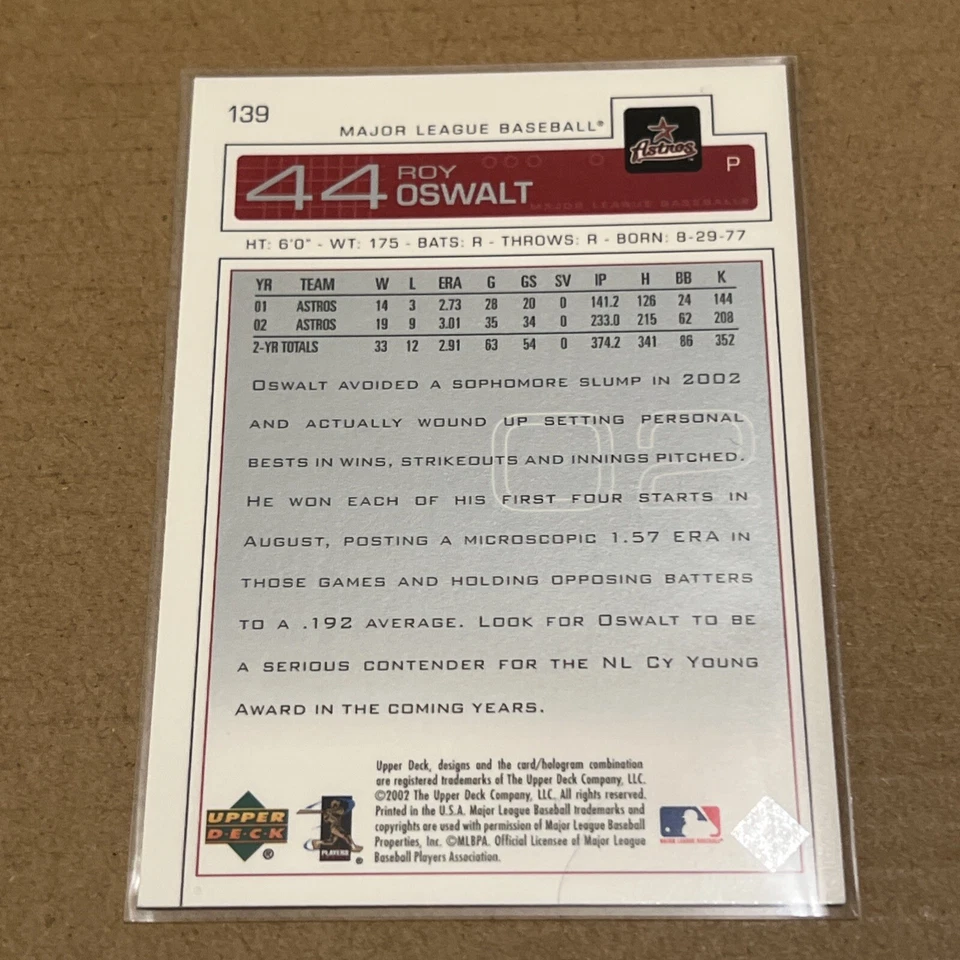 139
MAJOR LEAGUE BASEBALL®
Astros
44 ROY OSWALT
P
MAJOR LEAGUE BASEBALL
HT: 6'0" - WT: 175 - BATS: R - THROWS: R - BORN: 8-29-77
YR TEAM W L ERA G GS SV IP H BB K
01 ASTROS 14 3 2.73 28 20 0 141.2 126 24 144
02 ASTROS 19 9 3.01 35 34 0 233.0 215 62 208
2-YR TOTALS 33 12 2.91 63 54 0 374.2 341 86 352
02
OSWALT AVOIDED A SOPHOMORE SLUMP IN 2002
AND ACTUALLY WOUND UP SETTING PERSONAL
BESTS IN WINS, STRIKEOUTS AND INNINGS PITCHED.
HE WON EACH OF HIS FIRST FOUR STARTS IN
AUGUST, POSTING A MICROSCOPIC 1.57 ERA IN
THOSE GAMES AND HOLDING OPPOSING BATTERS
TO A .192 AVERAGE. LOOK FOR OSWALT TO BE
A SERIOUS CONTENDER FOR THE NL CY YOUNG
AWARD IN THE COMING YEARS.
Upper Deck, designs and the card/hologram combination
are registered trademarks of The Upper Deck Company, LLC.
©2002 The Upper Deck Company, LLC. All rights reserved.
Printed in the U.S.A. Major League Baseball trademarks and
copyrights are used with permission of Major League Baseball
Properties, Inc. ©MLBPA. Official Licensee of Major League
Baseball Players Association.
UPPER
DECK ®
PLAYERS ®
MAJOR LEAGUE BASEBALL